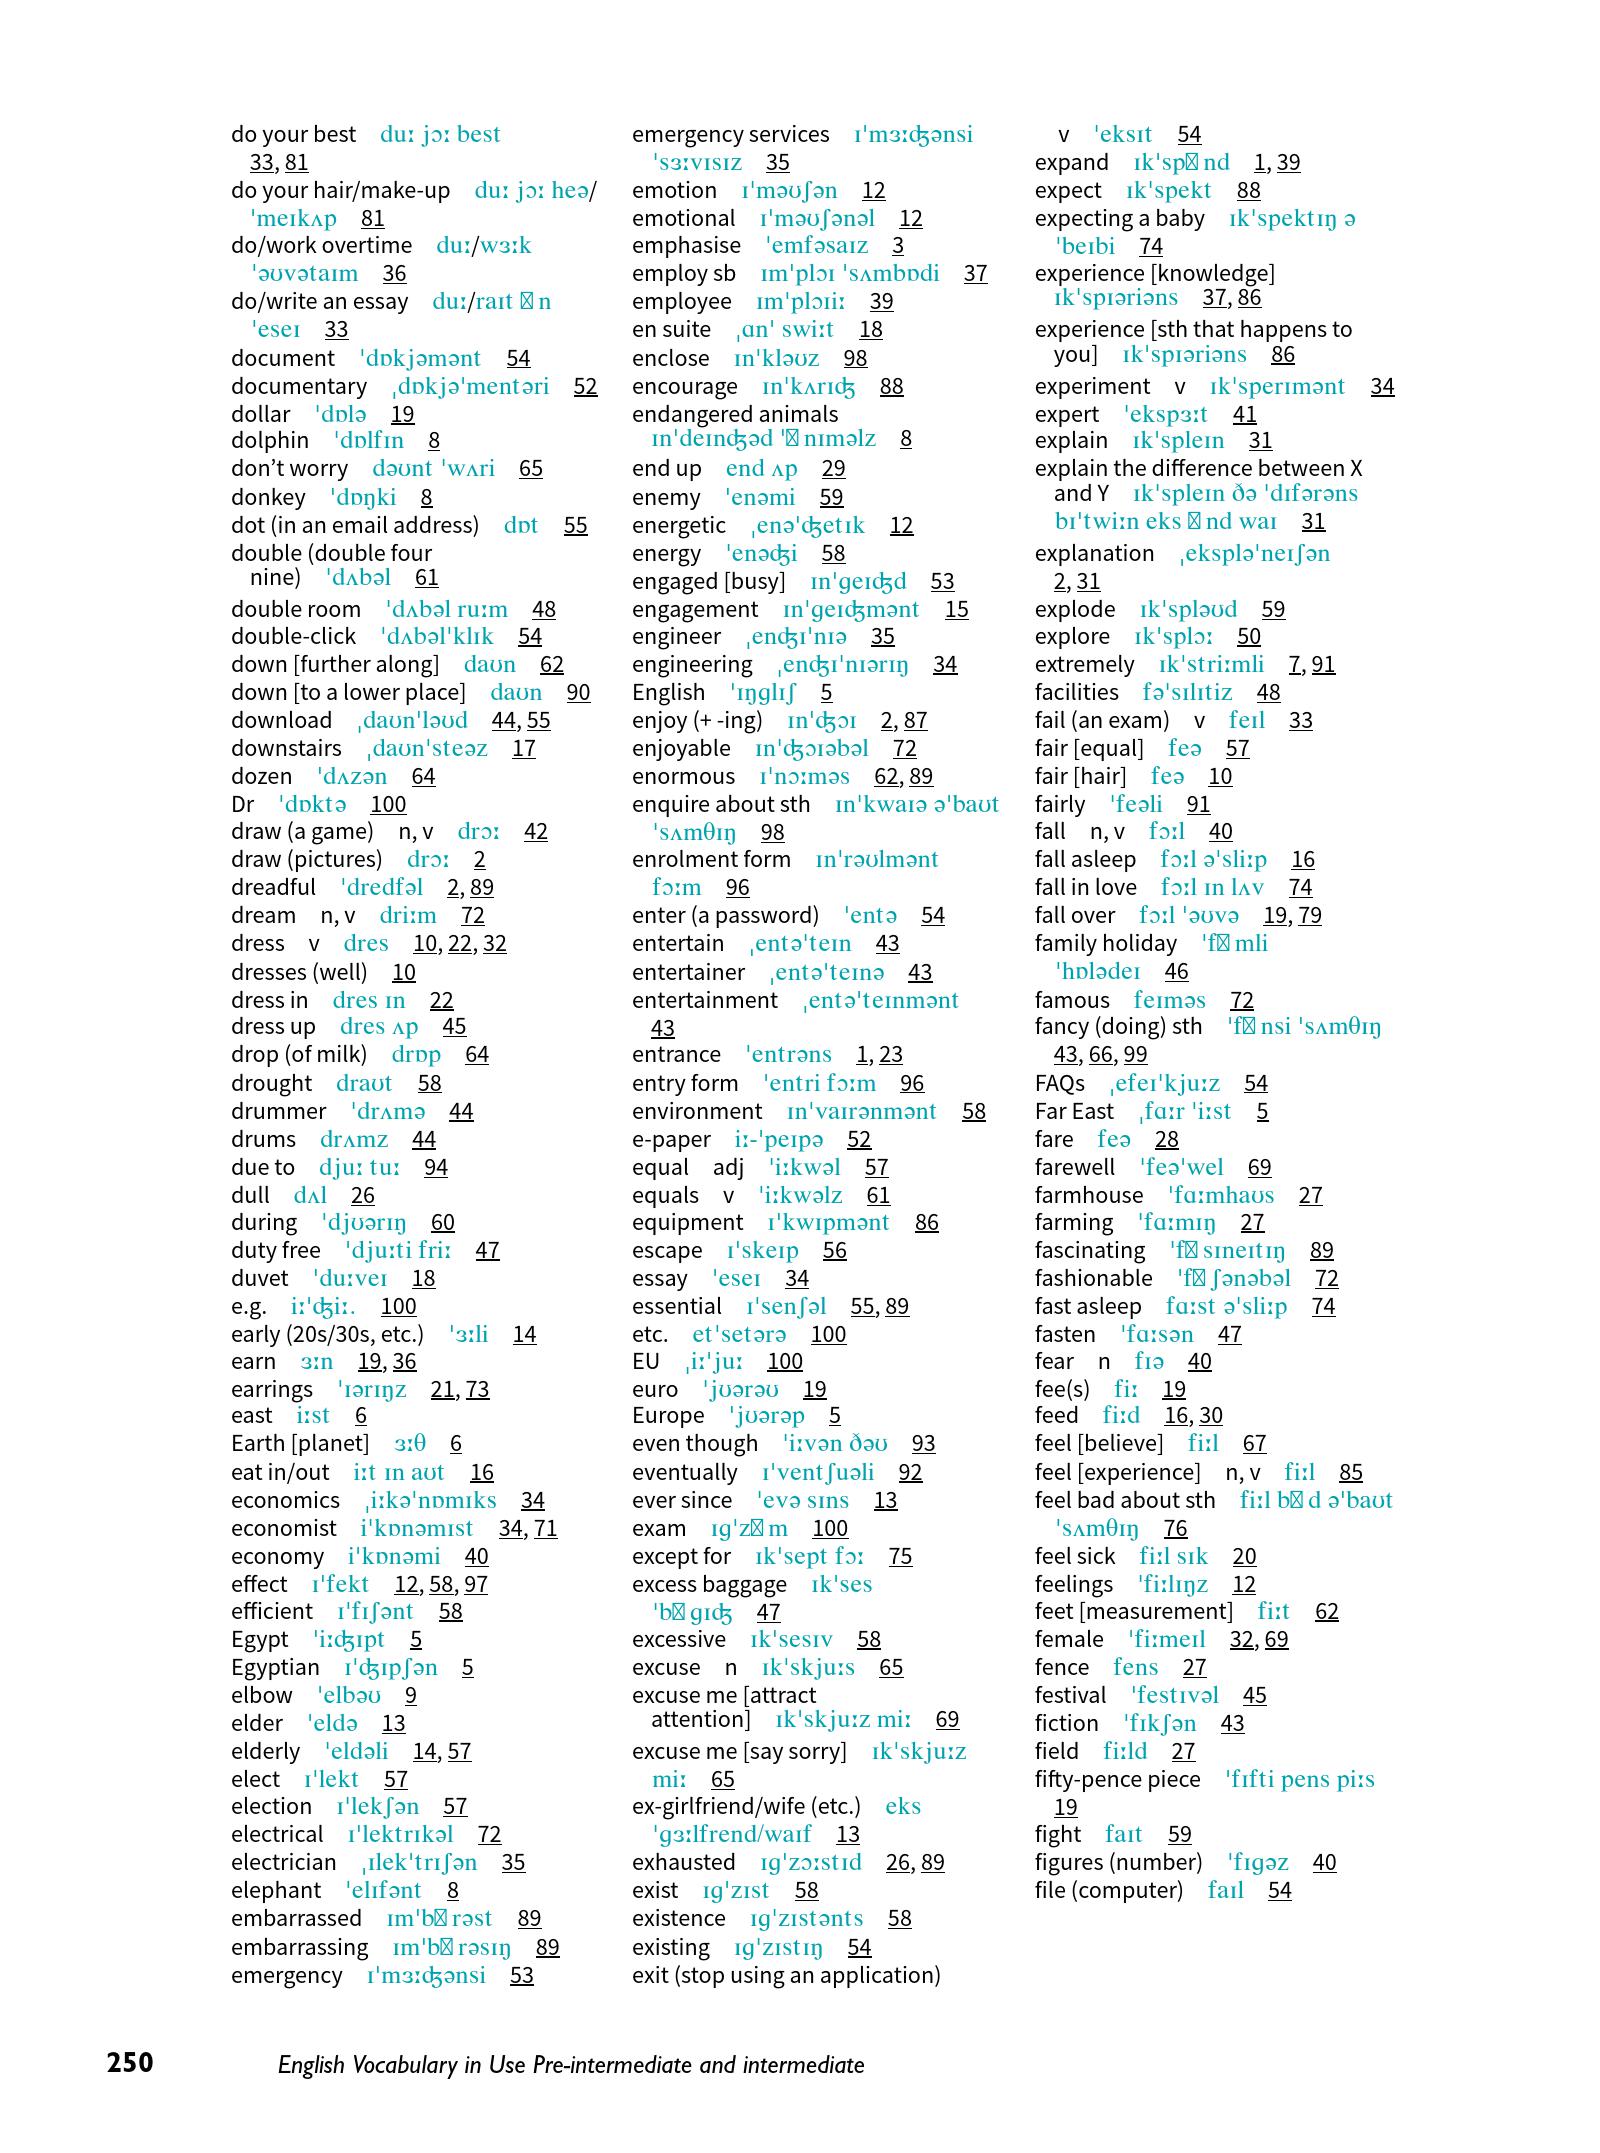 do your best duː jɔː best
33, 81
do your hair/make-up duː jɔː heə/
ˈmeɪkʌp 81
do/work overtime duː/wɜːk
ˈəʊvətaɪm 36
do/write an essay duː/raɪt n
ˈeseɪ 33
document ˈdɒkjəmənt 54
documentary ˌdɒkjəˈmentəri 52
dollar ˈdɒlə 19
dolphin ˈdɒlfɪn 8
don’t worry dəʊnt ˈwʌri 65
donkey ˈdɒŋki 8
dot (in an email address) dɒt 55
double (double four
nine) ˈdʌbəl 61
double room ˈdʌbəl ruːm 48
double-click ˈdʌbəlˈklɪk 54
down [further along] daʊn 62
down [to a lower place] daʊn 90
download ˌdaʊnˈləʊd 44, 55
downstairs ˌdaʊnˈsteəz 17
dozen ˈdʌzən 64
Dr ˈdɒktə 100
draw (a game) n, v drɔː 42
draw (pictures) drɔː 2
dreadful ˈdredfəl 2, 89
dream n, v driːm 72
dress v dres 10, 22, 32
dresses (well) 10
dress in dres ɪn 22
dress up dres ʌp 45
drop (of milk) drɒp 64
drought draʊt 58
drummer ˈdrʌmə 44
drums drʌmz 44
due to djuː tuː 94
dull dʌl 26
during ˈdjʊərɪŋ 60
duty free ˈdjuːti friː 47
duvet ˈduːveɪ 18
e.g. iːˈʤiː. 100
early (20s/30s, etc.) ˈɜːli 14
earn ɜːn 19, 36
earrings ˈɪərɪŋz 21, 73
east iːst 6
Earth [planet] ɜːθ 6
eat in/out iːt ɪn aʊt 16
economics ˌiːkəˈnɒmɪks 34
economist iˈkɒnəmɪst 34, 71
economy iˈkɒnəmi 40
effect ɪˈfekt 12, 58, 97
efficient ɪˈfɪʃənt 58
Egypt ˈiːʤɪpt 5
Egyptian ɪˈʤɪpʃən 5
elbow ˈelbəʊ 9
elder ˈeldə 13
elderly ˈeldəli 14, 57
elect ɪˈlekt 57
election ɪˈlekʃən 57
electrical ɪˈlektrɪkəl 72
electrician ˌɪlekˈtrɪʃən 35
elephant ˈelɪfənt 8
embarrassed ɪmˈb rəst 89
embarrassing ɪmˈb rəsɪŋ 89
emergency ɪˈmɜːʤənsi 53
emergency services ɪˈmɜːʤənsi
ˈsɜːvɪsɪz 35
emotion ɪˈməʊʃən 12
emotional ɪˈməʊʃənəl 12
emphasise ˈemfəsaɪz 3
employ sb ɪmˈplɔɪ ˈsʌmbɒdi 37
employee ɪmˈplɔɪiː 39
en suite ˌɑnˈ swiːt 18
enclose ɪnˈkləʊz 98
encourage ɪnˈkʌrɪʤ 88
endangered animals
ɪnˈdeɪnʤəd ˈ nɪməlz 8
end up end ʌp 29
enemy ˈenəmi 59
energetic ˌenəˈʤetɪk 12
energy ˈenəʤi 58
engaged [busy] ɪnˈgeɪʤd 53
engagement ɪnˈgeɪʤmənt 15
engineer ˌenʤɪˈnɪə 35
engineering ˌenʤɪˈnɪərɪŋ 34
English ˈɪŋglɪʃ 5
enjoy (+ -ing) ɪnˈʤɔɪ 2, 87
enjoyable ɪnˈʤɔɪəbəl 72
enormous ɪˈnɔːməs 62, 89
enquire about sth ɪnˈkwaɪə əˈbaʊt
ˈsʌmθɪŋ 98
enrolment form ɪnˈrəʊlmənt
fɔːm 96
enter (a password) ˈentə 54
entertain ˌentəˈteɪn 43
entertainer ˌentəˈteɪnə 43
entertainment ˌentəˈteɪnmənt
43
entrance ˈentrəns 1, 23
entry form ˈentri fɔːm 96
environment ɪnˈvaɪrənmənt 58
e-paper iː-ˈpeɪpə 52
equal adj ˈiːkwəl 57
equals v ˈiːkwəlz 61
equipment ɪˈkwɪpmənt 86
escape ɪˈskeɪp 56
essay ˈeseɪ 34
essential ɪˈsenʃəl 55, 89
etc. etˈsetərə 100
EU ˌiːˈjuː 100
euro ˈjʊərəʊ 19
Europe ˈjʊərəp 5
even though ˈiːvən ðəʊ 93
eventually ɪˈventʃuəli 92
ever since ˈevə sɪns 13
exam ɪgˈz m 100
except for ɪkˈsept fɔː 75
excess baggage ɪkˈses
ˈb gɪʤ 47
excessive ɪkˈsesɪv 58
excuse n ɪkˈskjuːs 65
excuse me [attract
attention] ɪkˈskjuːz miː 69
excuse me [say sorry] ɪkˈskjuːz
miː 65
ex-girlfriend/wife (etc.) eks
ˈgɜːlfrend/waɪf 13
exhausted ɪgˈzɔːstɪd 26, 89
exist ɪgˈzɪst 58
existence ɪgˈzɪstənts 58
existing ɪgˈzɪstɪŋ 54
exit (stop using an application)
v ˈeksɪt 54
expand ɪkˈsp nd 1, 39
expect ɪkˈspekt 88
expecting a baby ɪkˈspektɪŋ ə
ˈbeɪbi 74
experience [knowledge]
ɪkˈspɪəriəns 37, 86
experience [sth that happens to
you] ɪkˈspɪəriəns 86
experiment v ɪkˈsperɪmənt 34
expert ˈekspɜːt 41
explain ɪkˈspleɪn 31
explain the difference between X
and Y ɪkˈspleɪn ðə ˈdɪfərəns
bɪˈtwiːn eks nd waɪ 31
explanation ˌekspləˈneɪʃən
2, 31
explode ɪkˈspləʊd 59
explore ɪkˈsplɔː 50
extremely ɪkˈstriːmli 7, 91
facilities fəˈsɪlɪtiz 48
fail (an exam) v feɪl 33
fair [equal] feə 57
fair [hair] feə 10
fairly ˈfeəli 91
fall n, v fɔːl 40
fall asleep fɔːl əˈsliːp 16
fall in love fɔːl ɪn lʌv 74
fall over fɔːl ˈəʊvə 19, 79
family holiday ˈf mli
ˈhɒlədeɪ 46
famous feɪməs 72
fancy (doing) sth ˈf nsi ˈsʌmθɪŋ
43, 66, 99
FAQs ˌefeɪˈkjuːz 54
Far East ˌfɑːr ˈiːst 5
fare feə 28
farewell ˈfeəˈwel 69
farmhouse ˈfɑːmhaʊs 27
farming ˈfɑːmɪŋ 27
fascinating ˈf sɪneɪtɪŋ 89
fashionable ˈf ʃənəbəl 72
fast asleep fɑːst əˈsliːp 74
fasten ˈfɑːsən 47
fear n fɪə 40
fee(s) fiː 19
feed fiːd 16, 30
feel [believe] fiːl 67
feel [experience] n, v fiːl 85
feel bad about sth fiːl b d əˈbaʊt
ˈsʌmθɪŋ 76
feel sick fiːl sɪk 20
feelings ˈfiːlɪŋz 12
feet [measurement] fiːt 62
female ˈfiːmeɪl 32, 69
fence fens 27
festival ˈfestɪvəl 45
fiction ˈfɪkʃən 43
field fiːld 27
fifty-pence piece ˈfɪfti pens piːs
19
fight faɪt 59
figures (number) ˈfɪgəz 40
file (computer) faɪl 54
250 English Vocabulary in Use Pre-intermediate and intermediate